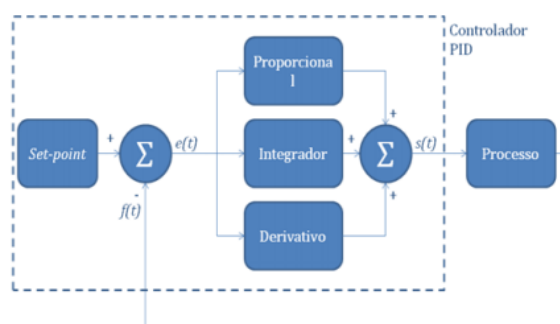 Controlador
PID
Proporciona
l
Set-point
+
Σ
e(t)
Integrador
+
+
Σ
s(t)
Processo
-
f(t)
+
Derivativo